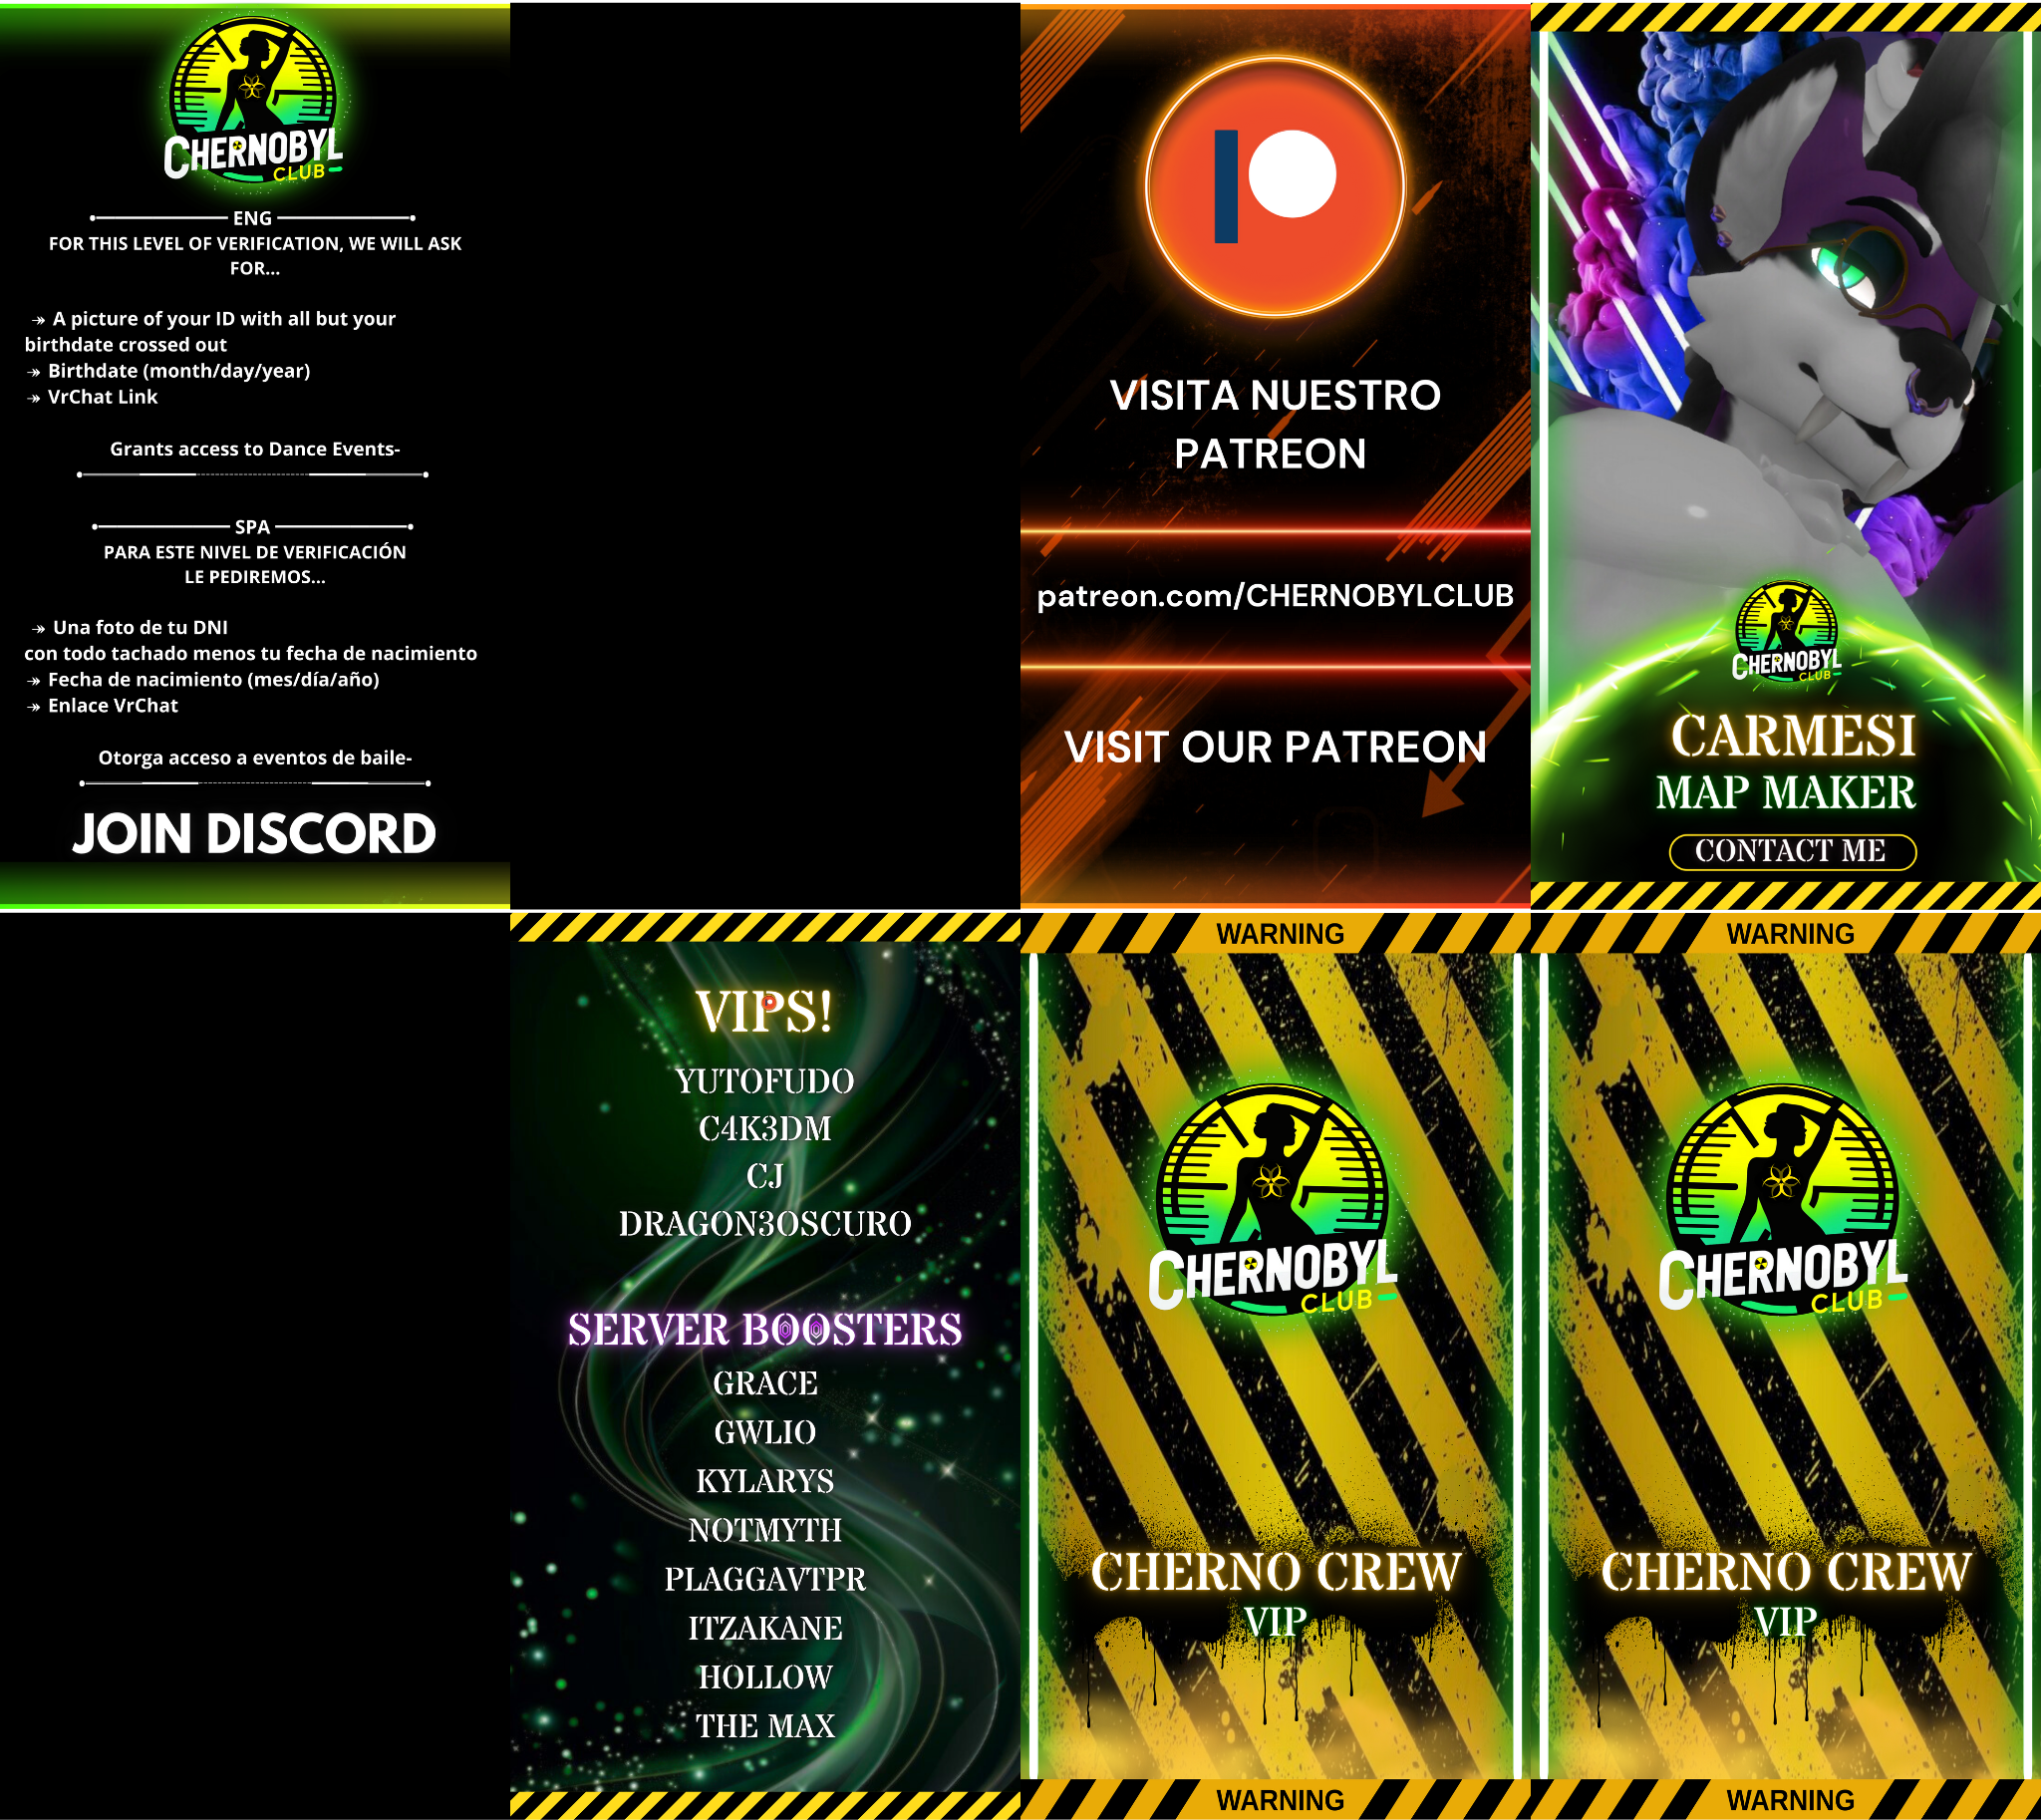 CHERNOBYL
CLUB
ENG
FOR THIS LEVEL OF VERIFICATION, WE WILL ASK
FOR...
↠ A picture of your ID with all but your
birthdate crossed out
↠ Birthdate (month/day/year)
↠ VrChat Link
Grants access to Dance Events-
SPA
PARA ESTE NIVEL DE VERIFICACIÓN
LE PEDIREMOS...
↠ Una foto de tu DNI
con todo tachado menos tu fecha de nacimiento
↠ Fecha de nacimiento (mes/día/año)
↠ Enlace VrChat
Otorga acceso a eventos de baile-
JOIN DISCORD
VISITA NUESTRO
PATREON
patreon.com/CHERNOBYLCLUB
VISIT OUR PATREON
CHERNOBYL
CLUB
CARMESI
MAP MAKER
CONTACT ME
VIPS!
YUTOFUDO
C4K3DM
CJ
DRAGON3OSCURO
SERVER BOOSTERS
GRACE
GWLIO
KYLARYS
NOTMYTH
PLAGGAVTPR
ITZAKANE
HOLLOW
THE MAX
WARNING
CHERNOBYL
CLUB
CHERNO CREW
VIP
WARNING
WARNING
CHERNOBYL
CLUB
CHERNO CREW
VIP
WARNING